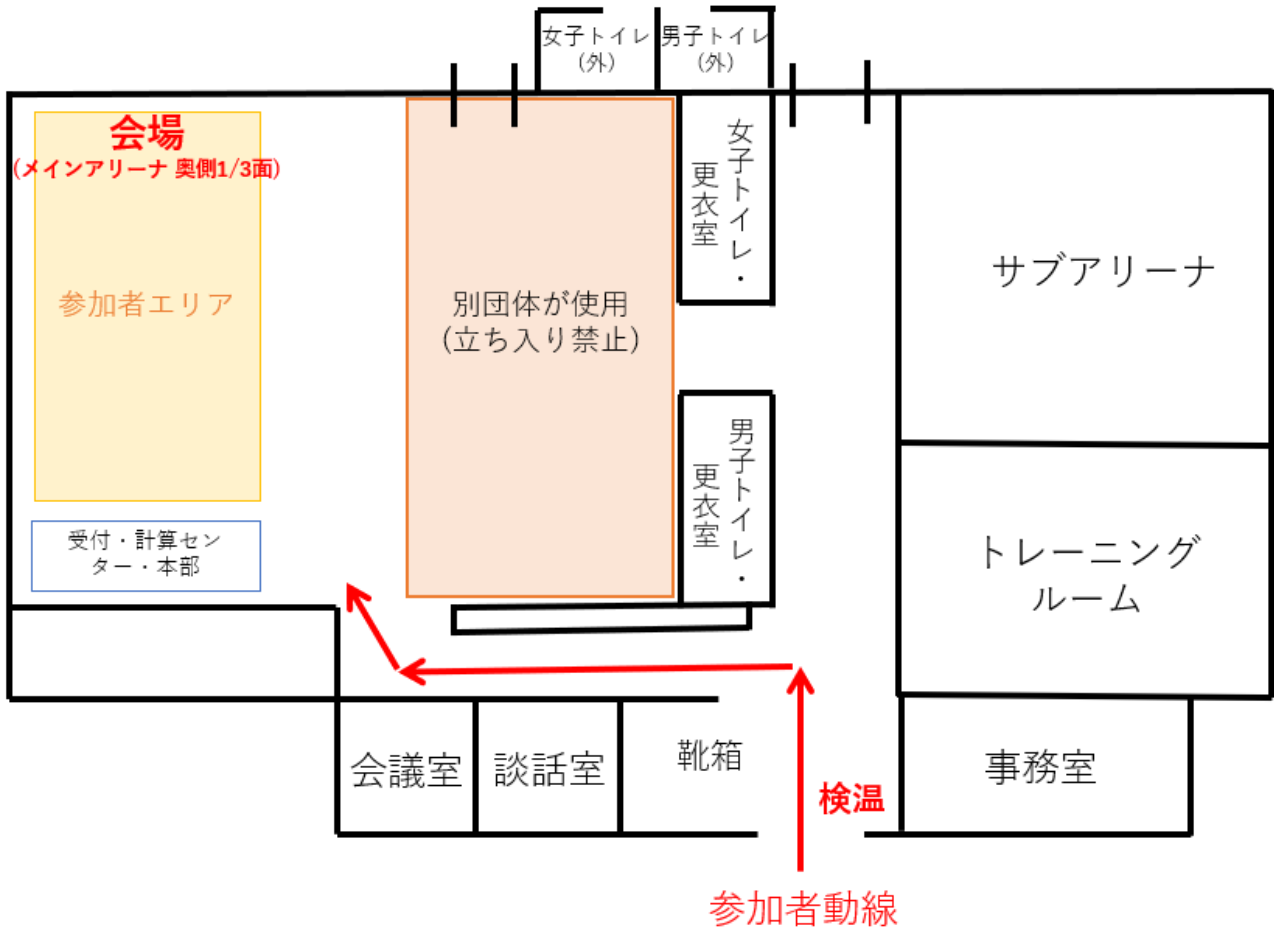 女子トイレ
(外)
男子トイレ
(外)
会場
(メインアリーナ 奥側1/3面)
女子トイレ・
更衣室
サブアリーナ
参加者エリア
別団体が使用
(立ち入り禁止)
男子トイレ・
更衣室
受付・計算セン
ター・本部
トレーニング
ルーム
会議室
談話室
靴箱
検温
事務室
参加者動線